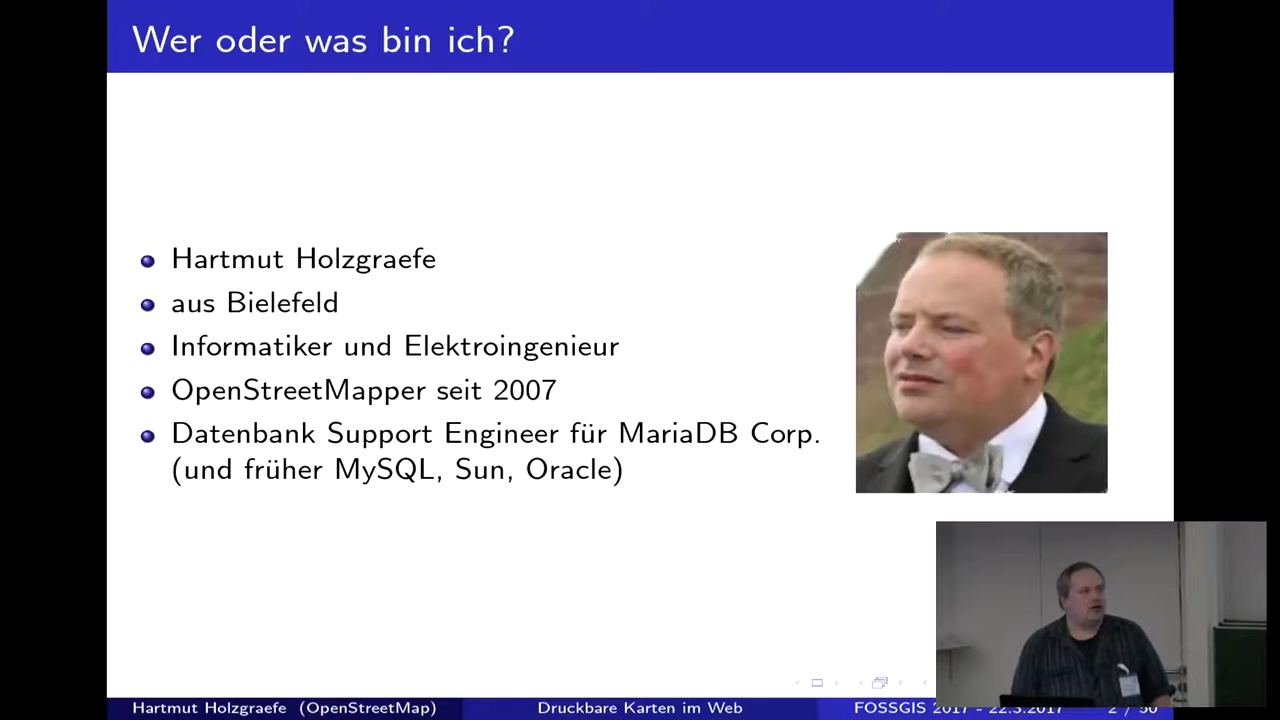 Wer oder was bin ich?
Hartmut Holzgraefe
aus Bielefeld
Informatiker und Elektroingenieur
OpenStreetMapper seit 2007
Datenbank Support Engineer für MariaDB Corp.
(und früher MySQL, Sun, Oracle)
Hartmut Holzgraefe (OpenStreetMap) Druckbare Karten im Web FOSSGIS 2017 - 22.3.2017 2 / 50